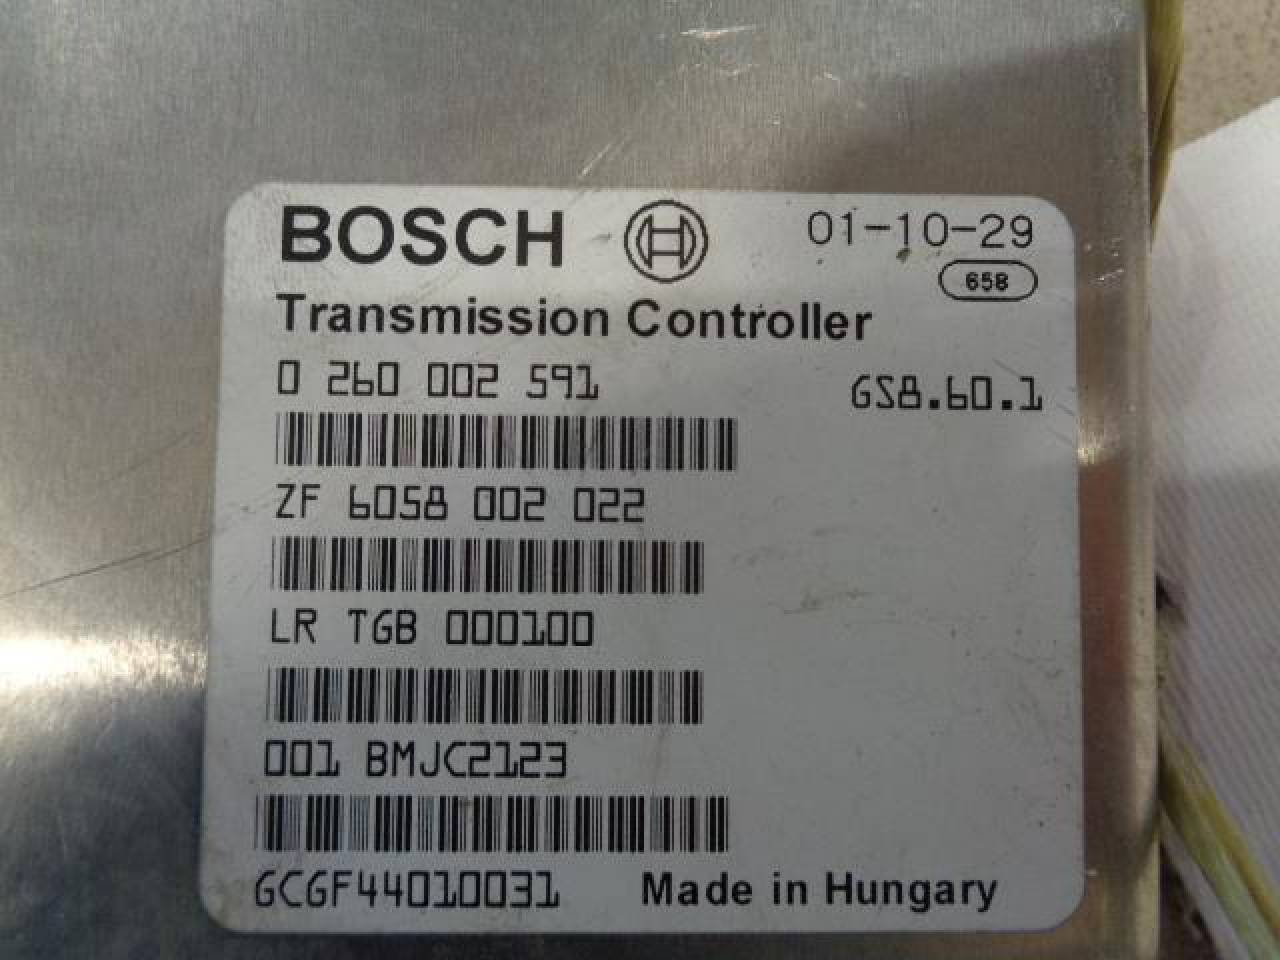 BOSCH 01-10-29
658
Transmission Controller
0 260 002 591 GS8.60.1
ZF 6058 002 022
LR TGB 000100
001 BMJC2123
GCGF44010031 Made in Hungary